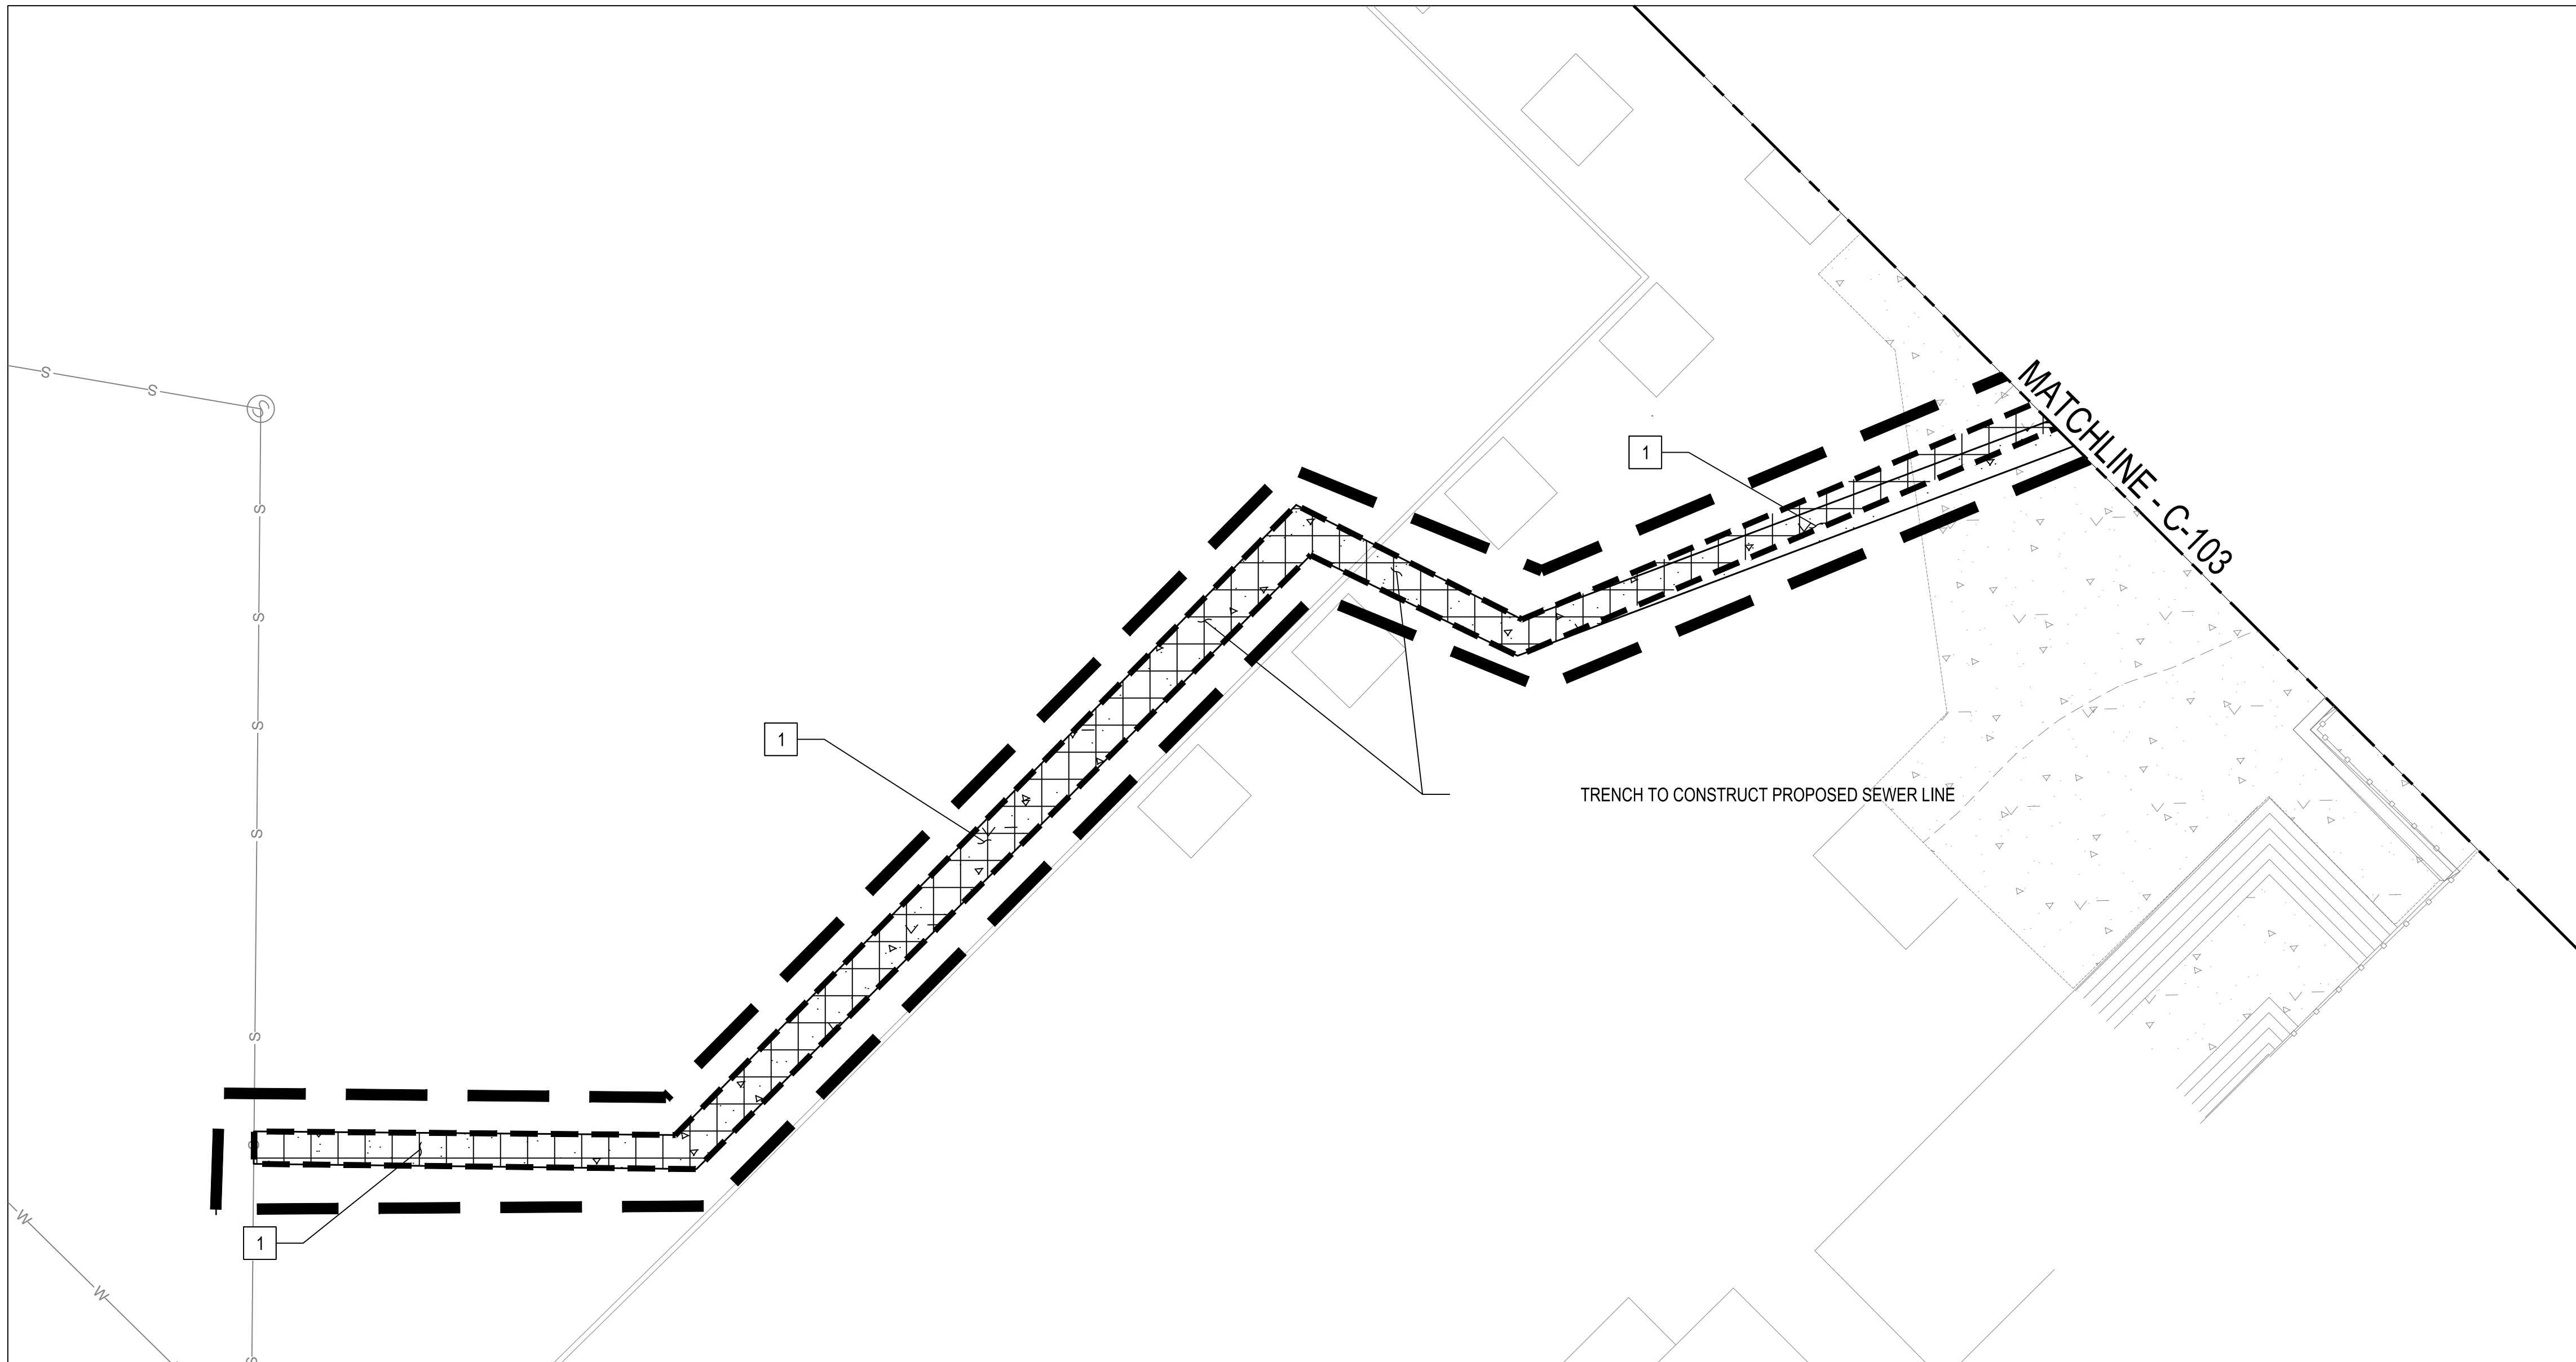 S
S
S
S
S
S
S
S
S
S
W
W
1
1
1
MATCHLINE - C-103
TRENCH TO CONSTRUCT PROPOSED SEWER LINE